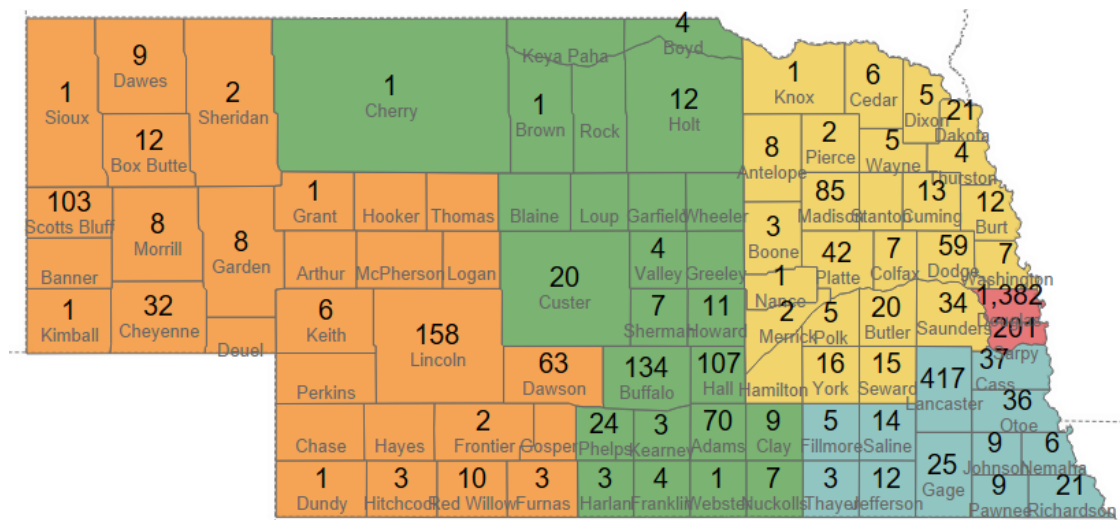 4
Boyd
Keya Paha
9
Dawes
1
Sioux
2
Sheridan
1
Cherry
1
Brown
Rock
12
Holt
1
Knox
6
Cedar
5
Dixon
21
Dakota
12
Box Butte
8
Antelope
2
Pierce
5
Wayne
4
Thurston
103
Scotts Bluff
8
Morrill
8
Garden
1
Grant
Hooker
Thomas
Blaine
Loup
Garfield
Wheeler
85
Madison
Stanton
13
Cuming
12
Burt
Banner
Arthur
McPherson
Logan
20
Custer
4
Valley
Greeley
3
Boone
42
Platte
7
Colfax
59
Dodge
7
Washington
1
Kimball
32
Cheyenne
Deuel
6
Keith
158
Lincoln
7
Sherman
11
Howard
1
Nance
2
Merrick
5
Polk
20
Butler
34
Saunders
1,382
Douglas
201
Sarpy
Perkins
63
Dawson
134
Buffalo
107
Hall
Hamilton
16
York
15
Seward
417
Lancaster
37
Cass
36
Otoe
Chase
Hayes
2
Frontier
Gosper
24
Phelps
3
Kearney
70
Adams
9
Clay
5
Fillmore
14
Saline
1
Dundy
3
Hitchcock
10
Red Willow
3
Furnas
3
Harlan
4
Franklin
1
Webster
7
Nuckolls
3
Thayer
12
Jefferson
25
Gage
9
Johnson
6
Nemaha
9
Pawnee
21
Richardson